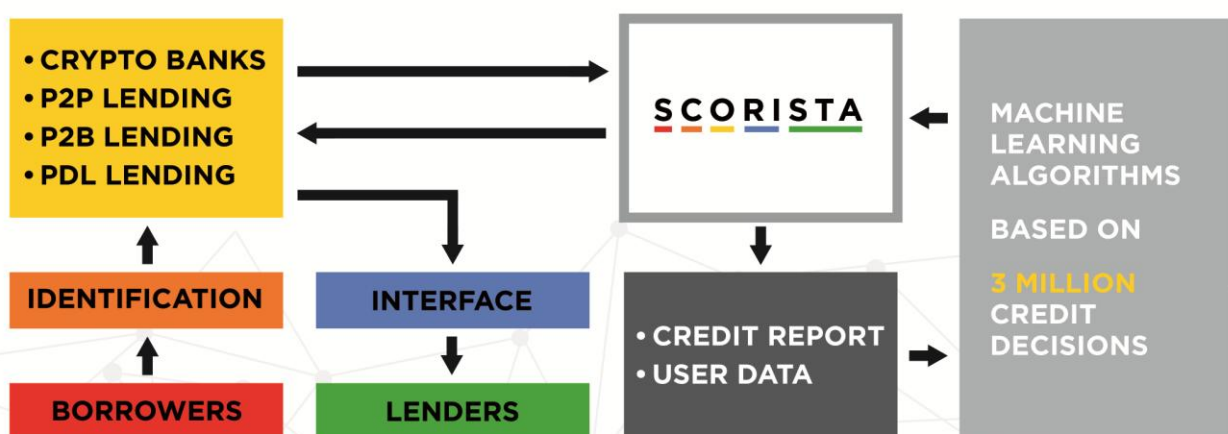 • CRYPTO BANKS
• P2P LENDING
• P2B LENDING
• PDL LENDING
IDENTIFICATION
BORROWERS
INTERFACE
LENDERS
SCORISTA
• CREDIT REPORT
• USER DATA
MACHINE
LEARNING
ALGORITHMS
BASED ON
3 MILLION
CREDIT
DECISIONS